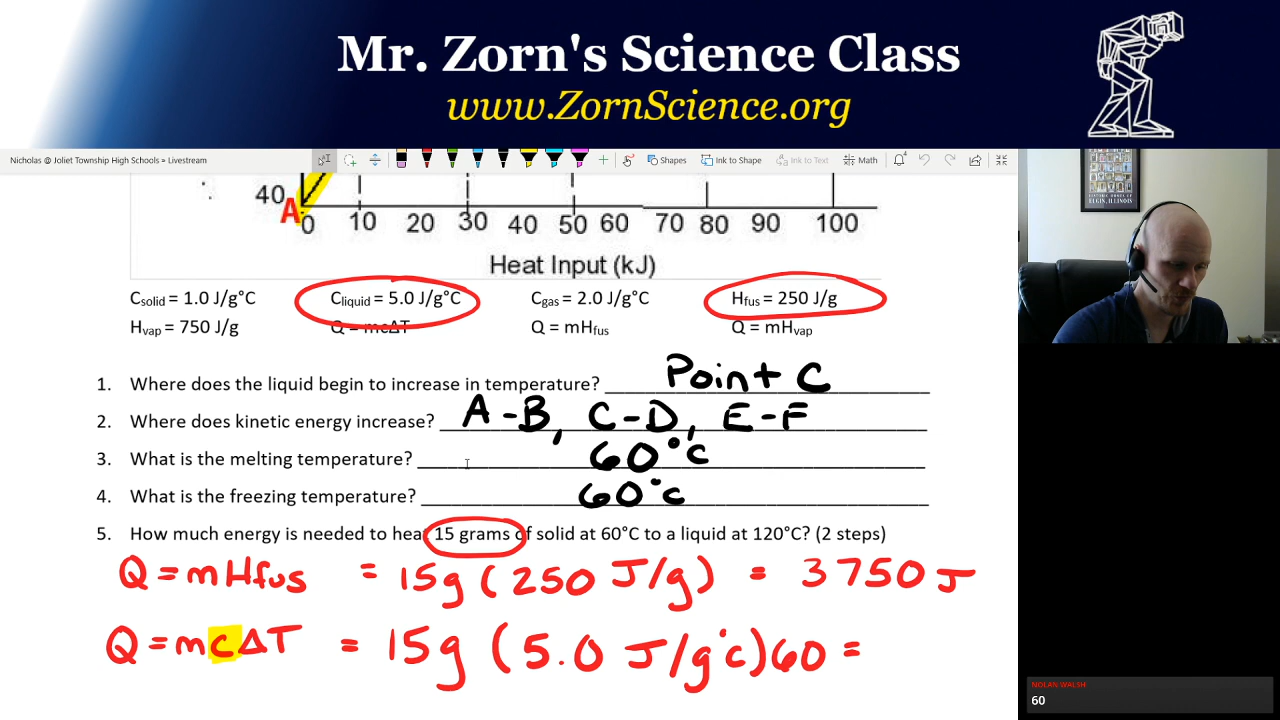 Mr. Zorn's Science Class
www.ZornScience.org
Nicholas @ Joliet Township High Schools » Livestream
Shapes
Ink to Shape
Ink to Text
Math
40
A
0 10 20 30 40 50 60 70 80 90 100
Heat Input (kJ)
Csolid = 1.0 J/g°C Cliquid = 5.0 J/g°C Cgas = 2.0 J/g°C Hfus = 250 J/g
Hvap = 750 J/g Q = mcΔT Q = mHfus Q = mHvap
1. Where does the liquid begin to increase in temperature? Point C
2. Where does kinetic energy increase? A-B, C-D, E-F
3. What is the melting temperature? 60°C
4. What is the freezing temperature? 60°C
5. How much energy is needed to heat 15 grams of solid at 60°C to a liquid at 120°C? (2 steps)
Q = mHfus = 15g (250 J/g) = 3750 J
Q = mcΔT = 15g (5.0 J/g°C)60 =
NOLAN WALSH
60